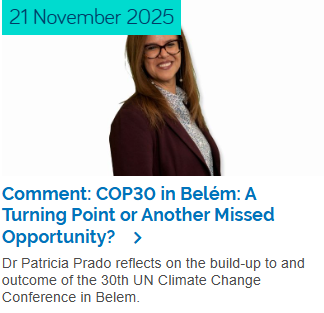 21 November 2025
Comment: COP30 in Belém: A
Turning Point or Another Missed
Opportunity?
Dr Patricia Prado reflects on the build-up to and
outcome of the 30th UN Climate Change
Conference in Belem.